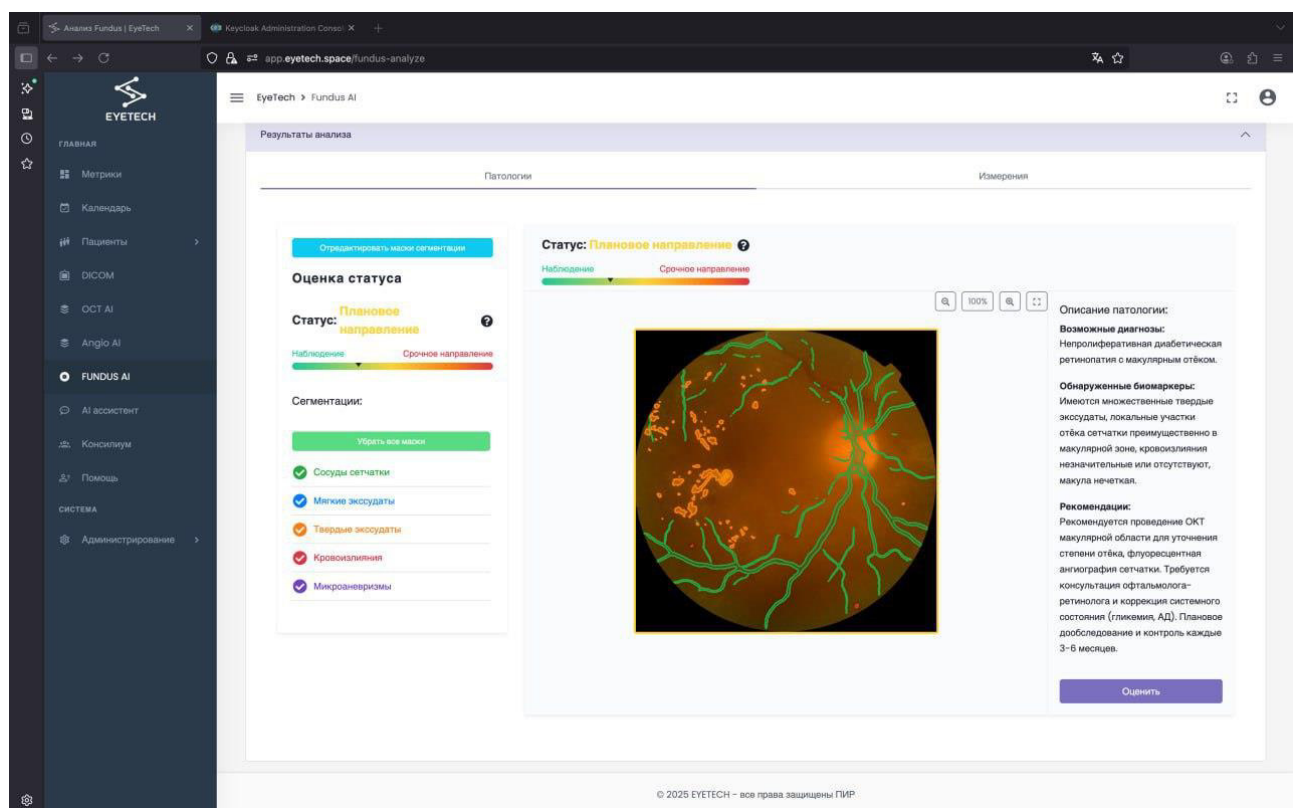 Анализ Fundus | EyeTech
Keycloak Administration Consol
app.eyetech.space/fundus-analyze
EYETECH
EyeTech > Fundus AI
ГЛАВНАЯ
Метрики
Календарь
Пациенты
DICOM
OCT AI
Angio AI
FUNDUS AI
AI ассистент
Консилиум
Помощь
СИСТЕМА
Администрирование
Результаты анализа
Патологии
Измерения
Отредактировать маски сегментации
Оценка статуса
Статус: Плановое направление
Наблюдение
Срочное направление
Сегментации:
Убрать все маски
Сосуды сетчатки
Мягкие экссудаты
Твердые экссудаты
Кровоизлияния
Микроаневризмы
Статус: Плановое направление
Наблюдение
Срочное направление
100%
Описание патологии:
Возможные диагнозы:
Непролиферативная диабетическая
ретинопатия с макулярным отёком.
Обнаруженные биомаркеры:
Имеются множественные твердые
экссудаты, локальные участки
отёка сетчатки преимущественно в
макулярной зоне, кровоизлияния
незначительные или отсутствуют,
макула нечеткая.
Рекомендации:
Рекомендуется проведение ОКТ
макулярной области для уточнения
степени отёка, флуоресцентная
ангиография сетчатки. Требуется
консультация офтальмолога-
ретинолога и коррекция системного
состояния (гликемия, АД). Плановое
дообследование и контроль каждые
3-6 месяцев.
Оценить
© 2025 EYETECH – все права защищены ПИР